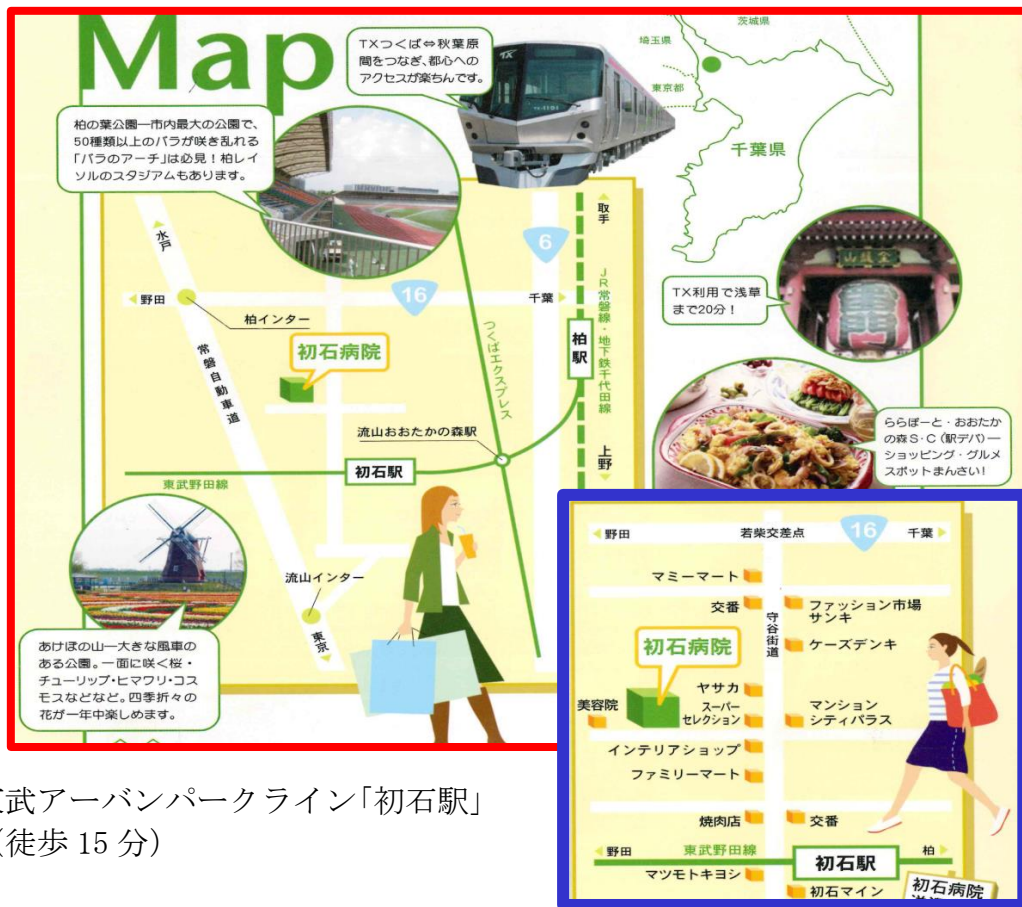 Map
TXつくば⇔秋葉原
間をつなぎ、都心への
アクセスが楽ちんです。
茨城県
埼玉県
東京都
千葉県
柏の葉公園―市内最大の公園で、
50種類以上のバラが咲き乱れる
「バラのアーチ」は必見！柏レイ
ソルのスタジアムもあります。
TX
水戸
取手
6
16
野田
千葉
柏インター
初石病院
常磐自動車道
つくばエクスプレス
JR常磐線・地下鉄千代田線
柏駅
TX利用で浅草
まで20分！
金龍山
流山おおたかの森駅
上野
初石駅
東武野田線
ららぽーと・おおたか
の森S・C（駅デパ）―
ショッピング・グルメ
スポットまんさい！
流山インター
東京
あけぼの山―大きな風車の
ある公園。一面に咲く桜・
チューリップ・ヒマワリ・コス
モスなどなど。四季折々の
花が一年中楽しめます。
野田
若柴交差点
16
千葉
マミーマート
交番
守谷街道
ファッション市場
サンキ
初石病院
ケーズデンキ
ヤサカ
美容院
スーパー
セレクション
マンション
シティパラス
インテリアショップ
ファミリーマート
焼肉店
交番
野田
東武野田線
初石駅
柏
マツモトキヨシ
初石マイン
初石病院
武アーバンパークライン「初石駅」
（徒歩 15 分）